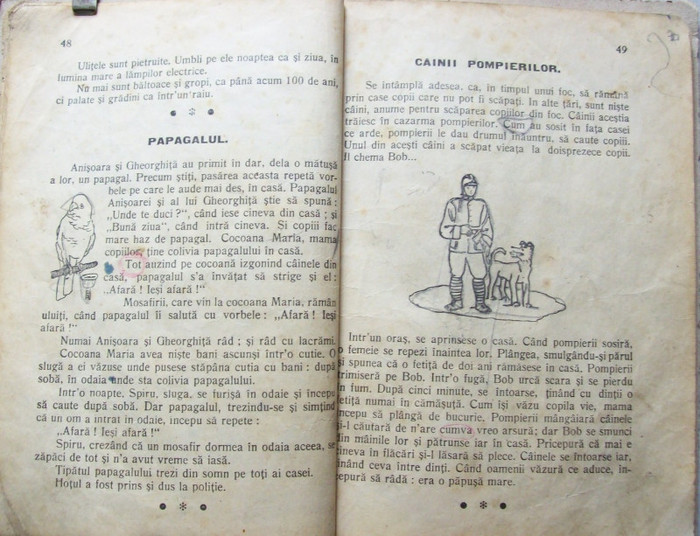 48
Ulițele sunt pietruite. Umbli pe ele noaptea ca și ziua, în
lumina mare a lămpilor electrice.
Nu mai sunt băltoace și gropi, ca până acum 100 de ani,
ci palate și grădini ca într'un raiu.
PAPAGALUL.
Anișoara și Gheorghiță au primit în dar, dela o mătușă
a lor, un papagal. Precum știți, pasărea aceasta repetă vor-
bele pe care le aude mai des, în casă. Papagalul
Anișoarei și al lui Gheorghiță știe să spună :
„Unde te duci ?", când iese cineva din casă ; și
„Bună ziua", când intră cineva. Și copiii fac
mare haz de papagal. Cocoana Maria, mama
copiilor, ține colivia papagalului în casă.
Tot auzind pe cocoană izgonind câinele din
casă, papagalul s'a învățat să strige și el :
„Afară ! Ieși afară !"
Mosafirii, care vin la cocoana Maria, rămân
uluiți, când papagalul îi salută cu vorbele : „Afară ! Ieși
afară !"
Numai Anișoara și Gheorghiță râd ; și râd cu lacrămi.
Cocoana Maria avea niște bani ascunși într'o cutie. O
slugă a ei văzuse unde pusese stăpâna cutia cu bani : după
sobă, în odaia unde sta colivia papagalului.
Intr'o noapte, Spiru, sluga, se furișă în odaie și începu
să caute după sobă. Dar papagalul, trezindu-se și simțind
că un om a intrat în odaie, începu să repete :
„Afară ! Ieși afară !"
Spiru, crezând că un mosafir dormea în odaia aceea, se
zăpăci de tot și n'a avut vreme să iasă.
Țipătul papagalului trezi din somn pe toți ai casei.
Hoțul a fost prins și dus la poliție.
49
CÂINII POMPIERILOR.
Se întâmplă adesea, ca, în timpul unui foc, să rămână
prin case copii care nu pot fi scăpați. In alte țări, sunt niște
câini, anume pentru scăparea copiilor din foc. Câinii aceștia
trăiesc în cazarma pompierilor. Cum au sosit în fața casei
ce arde, pompierii le dau drumul înăuntru, să caute copiii.
Unul din acești câini a scăpat vieața la doisprezece copii.
Il chema Bob...
Intr'un oraș, se aprinsese o casă. Când pompierii sosiră,
o femeie se repezi înaintea lor. Plângea, smulgându-și părul
și spunea că o fetiță de doi ani rămăsese în casă. Pompierii
trimiseră pe Bob. Intr'o fugă, Bob urcă scara și se pierdu
în fum. După cinci minute, se întoarse, ținând cu dinții o
fetiță numai în cămășuță. Cum își văzu copila vie, mama
începu să plângă de bucurie. Pompierii mângâiară câinele
și-l căutară de n'are cumva vreo arsură; dar Bob se smunci
din mâinile lor și pătrunse iar în casă. Pricepură că mai e
cineva în flăcări și-l lăsară să plece. Câinele se întoarse iar,
ținând ceva între dinți. Când oamenii văzură ce aduce, în-
cepură să râdă : era o păpușă mare.